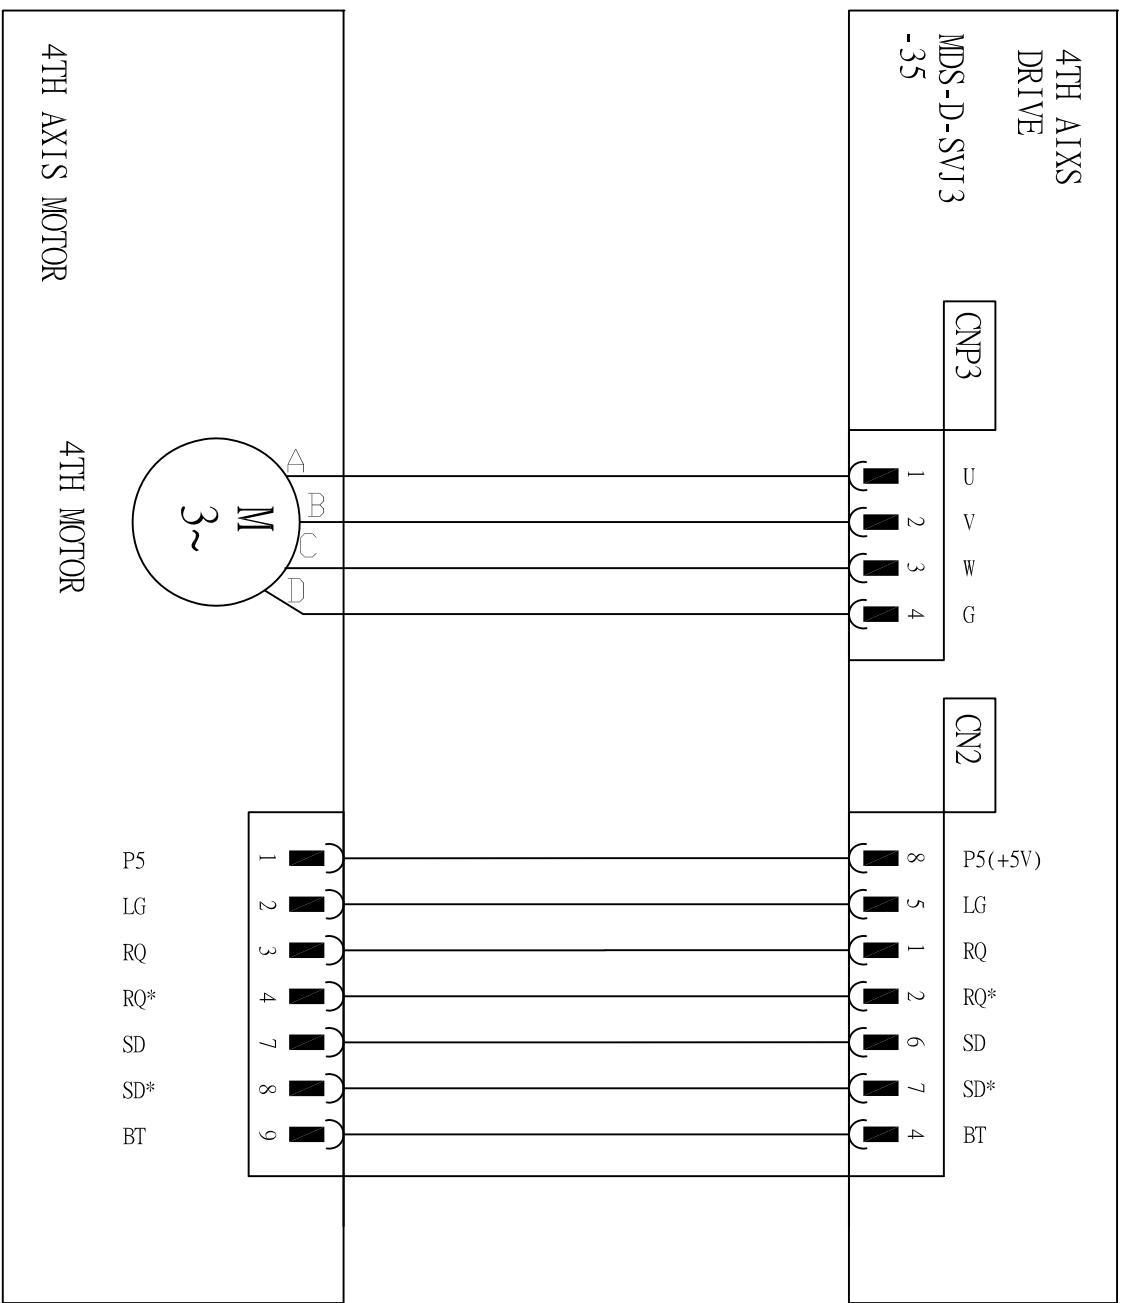 4TH AIXS
DRIVE
MDS-D-SVJ3
-35
4TH AXIS MOTOR
CNP3
4TH MOTOR
M
3~
A
B
C
D
1 U
2 V
3 W
4 G
CN2
P5 1 8 P5(+5V)
LG 2 5 LG
RQ 3 1 RQ
RQ* 4 2 RQ*
SD 7 6 SD
SD* 8 7 SD*
BT 9 4 BT